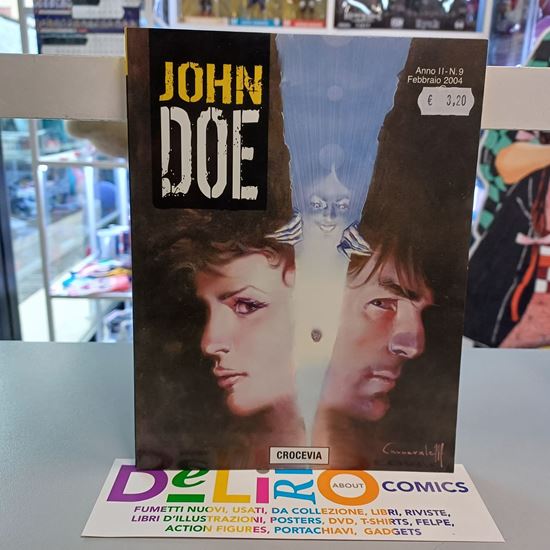 JOHN
DOE
Anno II - N. 9
Febbraio 2004
€ 3,20
CROCEVIA
DeLiRiO
ABOUT
COMICS
FUMETTI NUOVI, USATI, DA COLLEZIONE, LIBRI, RIVISTE,
LIBRI D'ILLUSTRAZIONI, POSTERS, DVD, T-SHIRTS, FELPE,
ACTION FIGURES, PORTACHIAVI, GADGETS